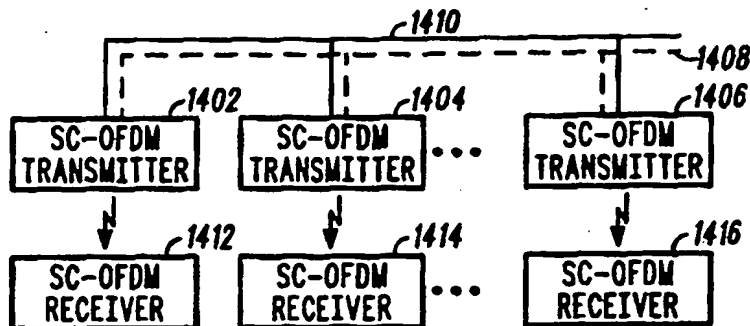 1410
1408
1402 1404 1406
SC-OFDM SC-OFDM SC-OFDM
TRANSMITTER TRANSMITTER ••• TRANSMITTER
1412 1414 1416
SC-OFDM SC-OFDM SC-OFDM
RECEIVER RECEIVER ••• RECEIVER